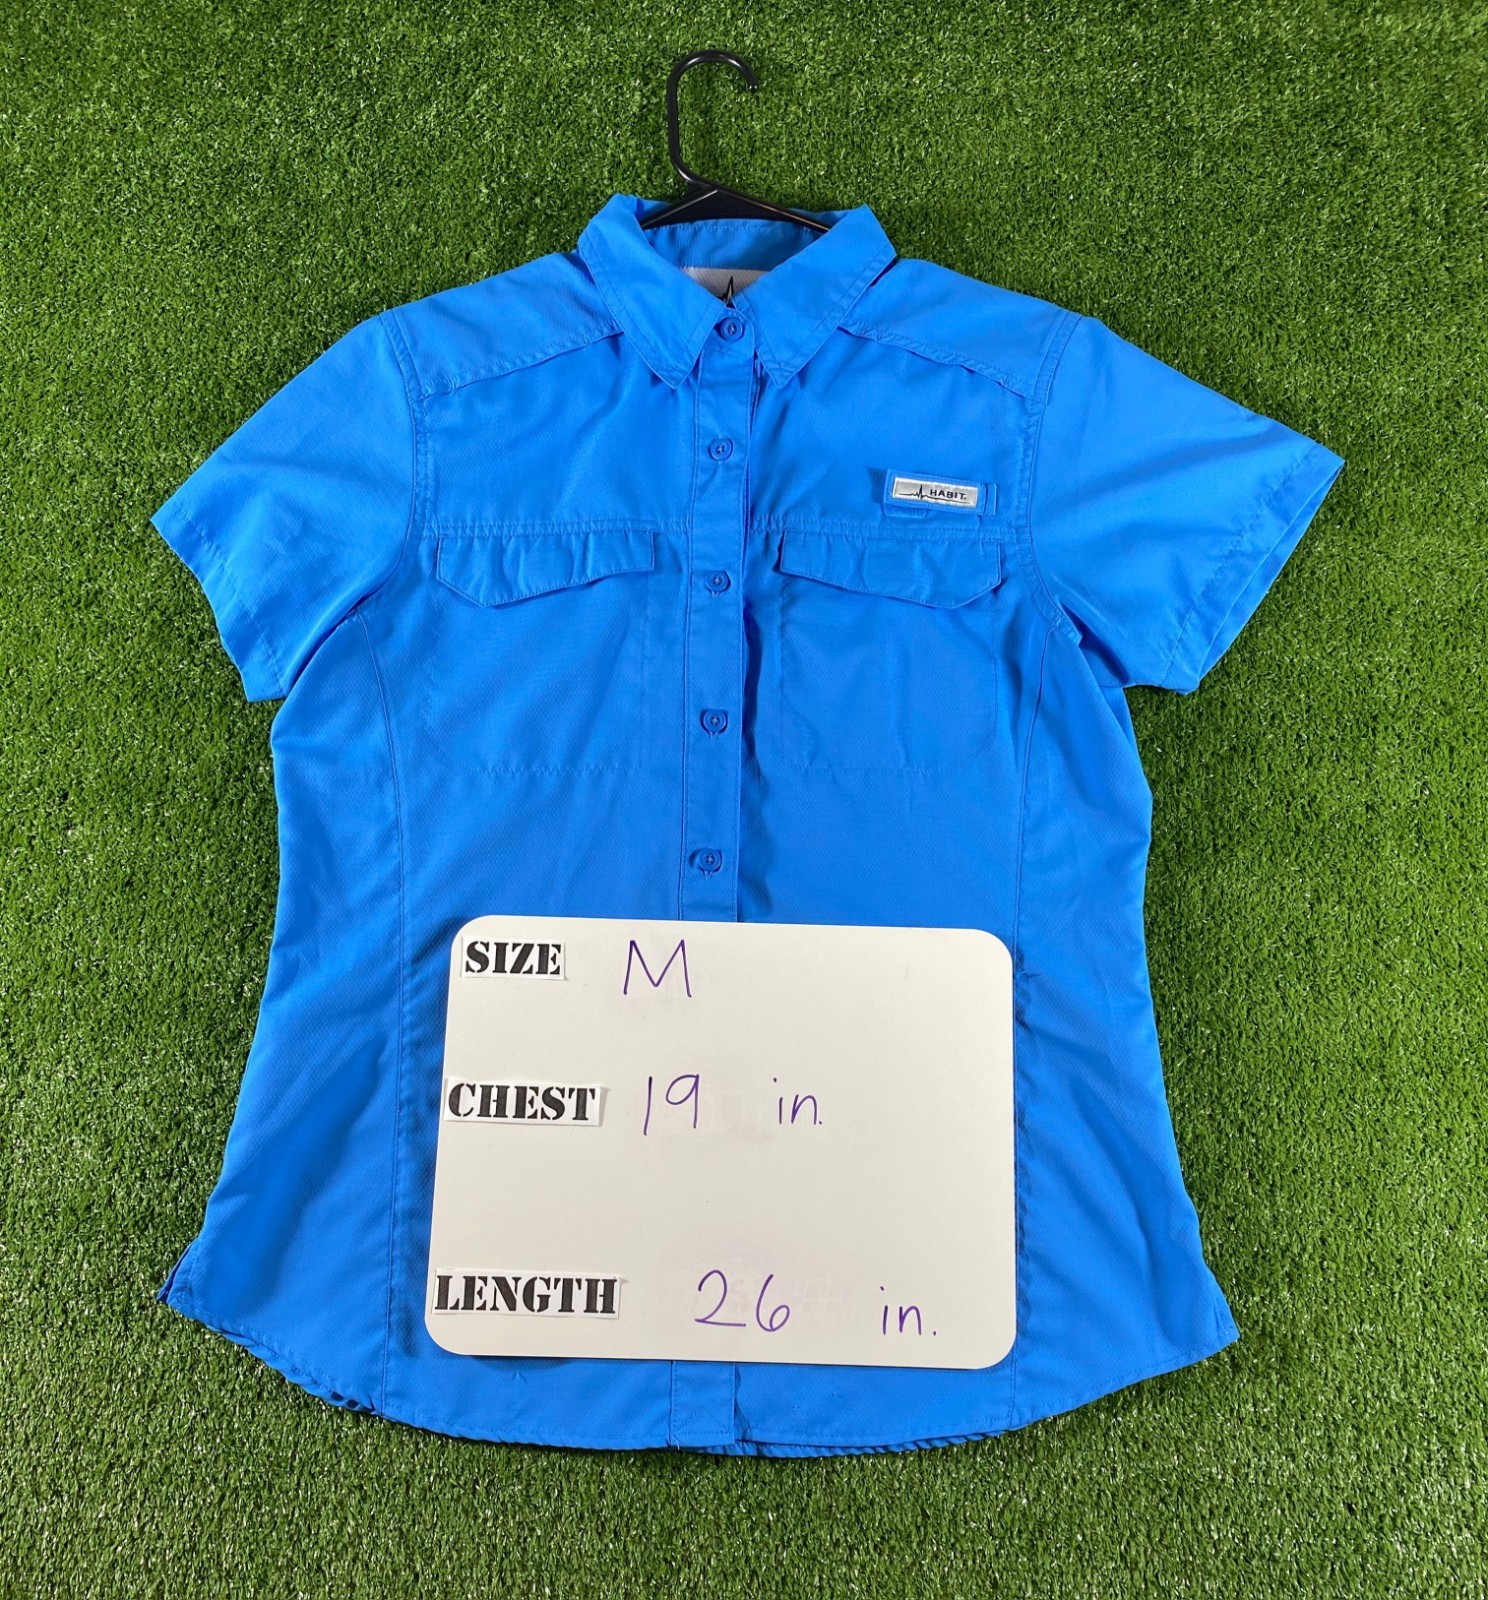 HABIT.
SIZE M
CHEST 19 in.
LENGTH 26 in.